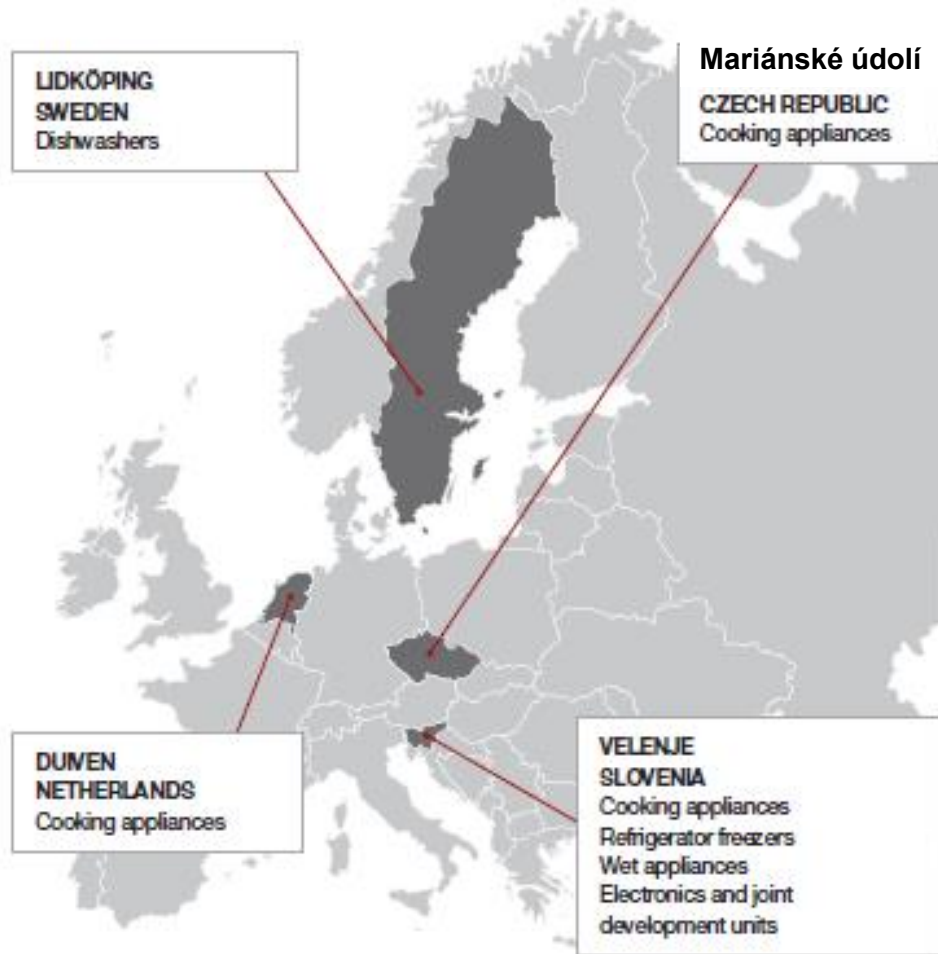 LIDKÖPING
SWEDEN
Dishwashers
Mariánské údolí
CZECH REPUBLIC
Cooking appliances
DUIVEN
NETHERLANDS
Cooking appliances
VELENJE
SLOVENIA
Cooking appliances
Refrigerator freezers
Wet appliances
Electronics and joint
development units